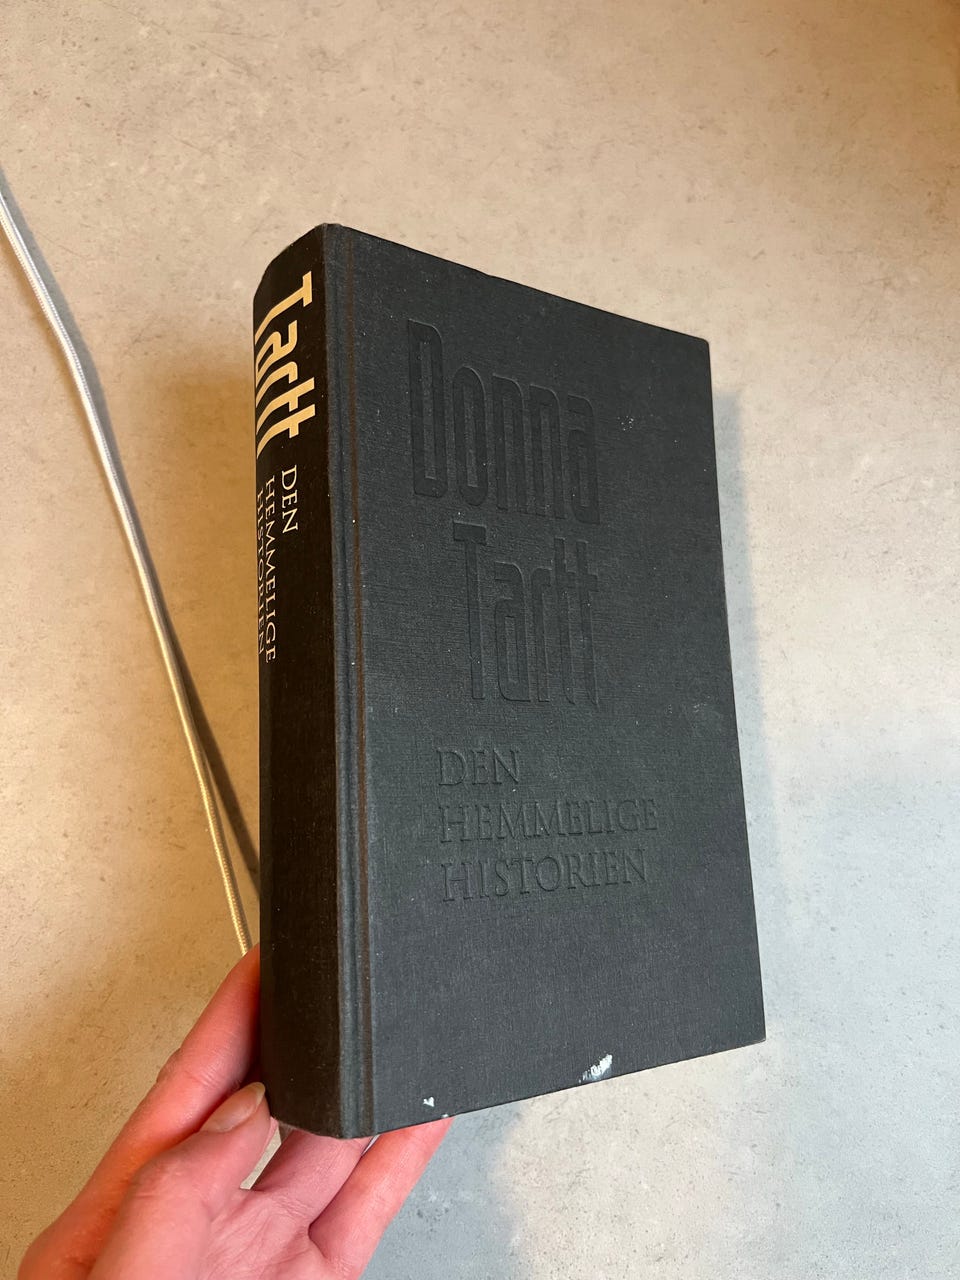 Tartt
DEN
HEMMELIGE
HISTORIEN
Donna
Tartt
DEN
HEMMELIGE
HISTORIEN